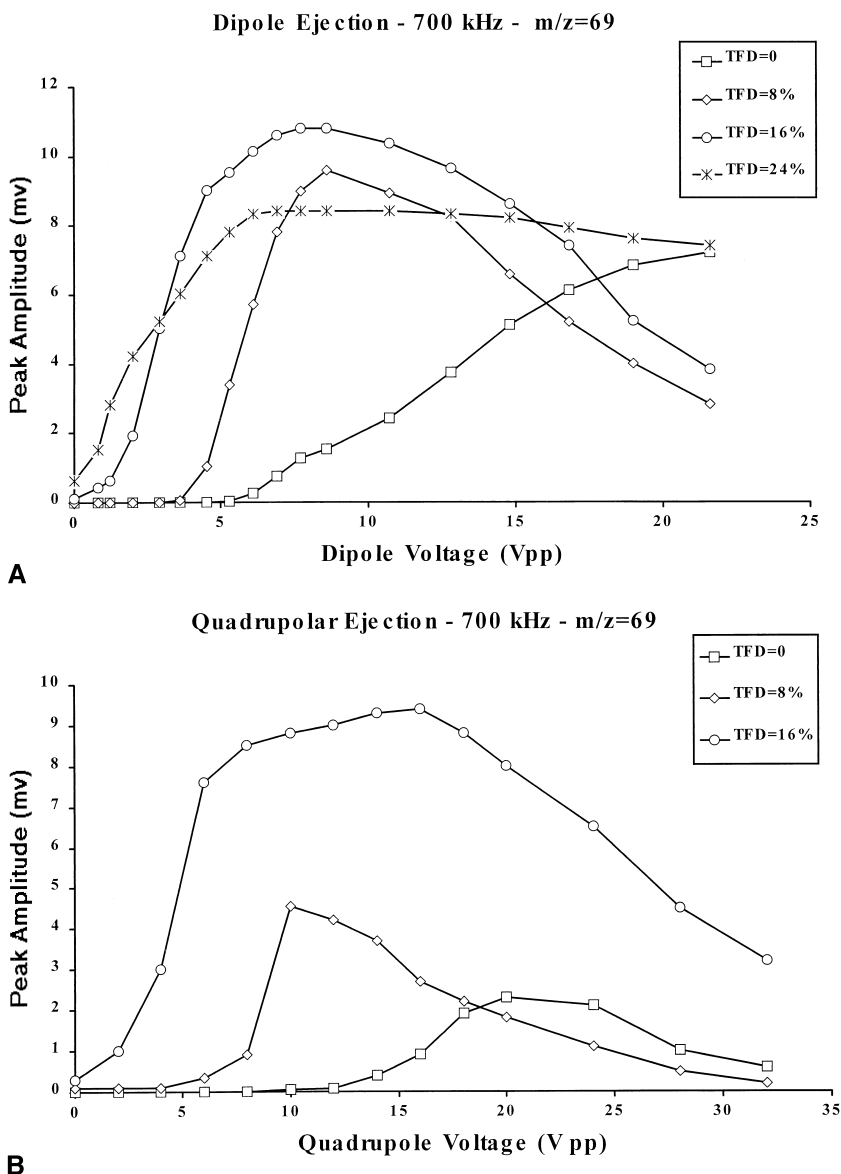 Dipole Ejection - 700 kHz - m/z=69
TFD=0
TFD=8%
TFD=16%
TFD=24%
12
10
8
6
4
2
0
Peak Amplitude (mv)
0 5 10 15 20 25
Dipole Voltage (Vpp)
A
Quadrupolar Ejection - 700 kHz - m/z=69
TFD=0
TFD=8%
TFD=16%
10
9
8
7
6
5
4
3
2
1
0
Peak Amplitude (mv)
0 5 10 15 20 30 35
Quadrupole Voltage (V pp)
B